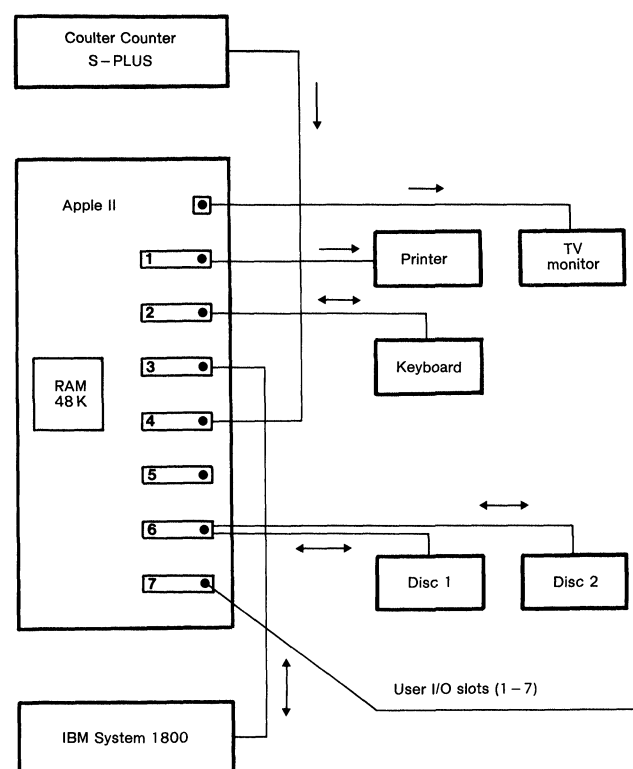 Coulter Counter
S-PLUS
Apple II
1
Printer
TV
monitor
2
Keyboard
3
RAM
48 K
4
5
6
Disc 1
Disc 2
7
User I/O slots (1-7)
IBM System 1800